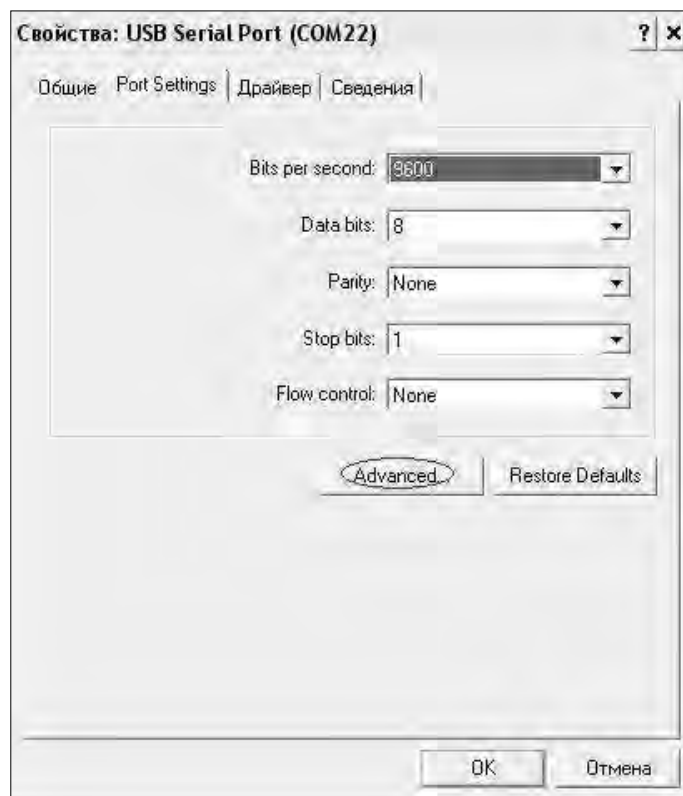 Свойства: USB Serial Port (COM22) ? ×
Общие Port Settings Драйвер Сведения
Bits per second: 9600
Data bits: 8
Parity: None
Stop bits: 1
Flow control: None
Advanced... Restore Defaults
OK Отмена